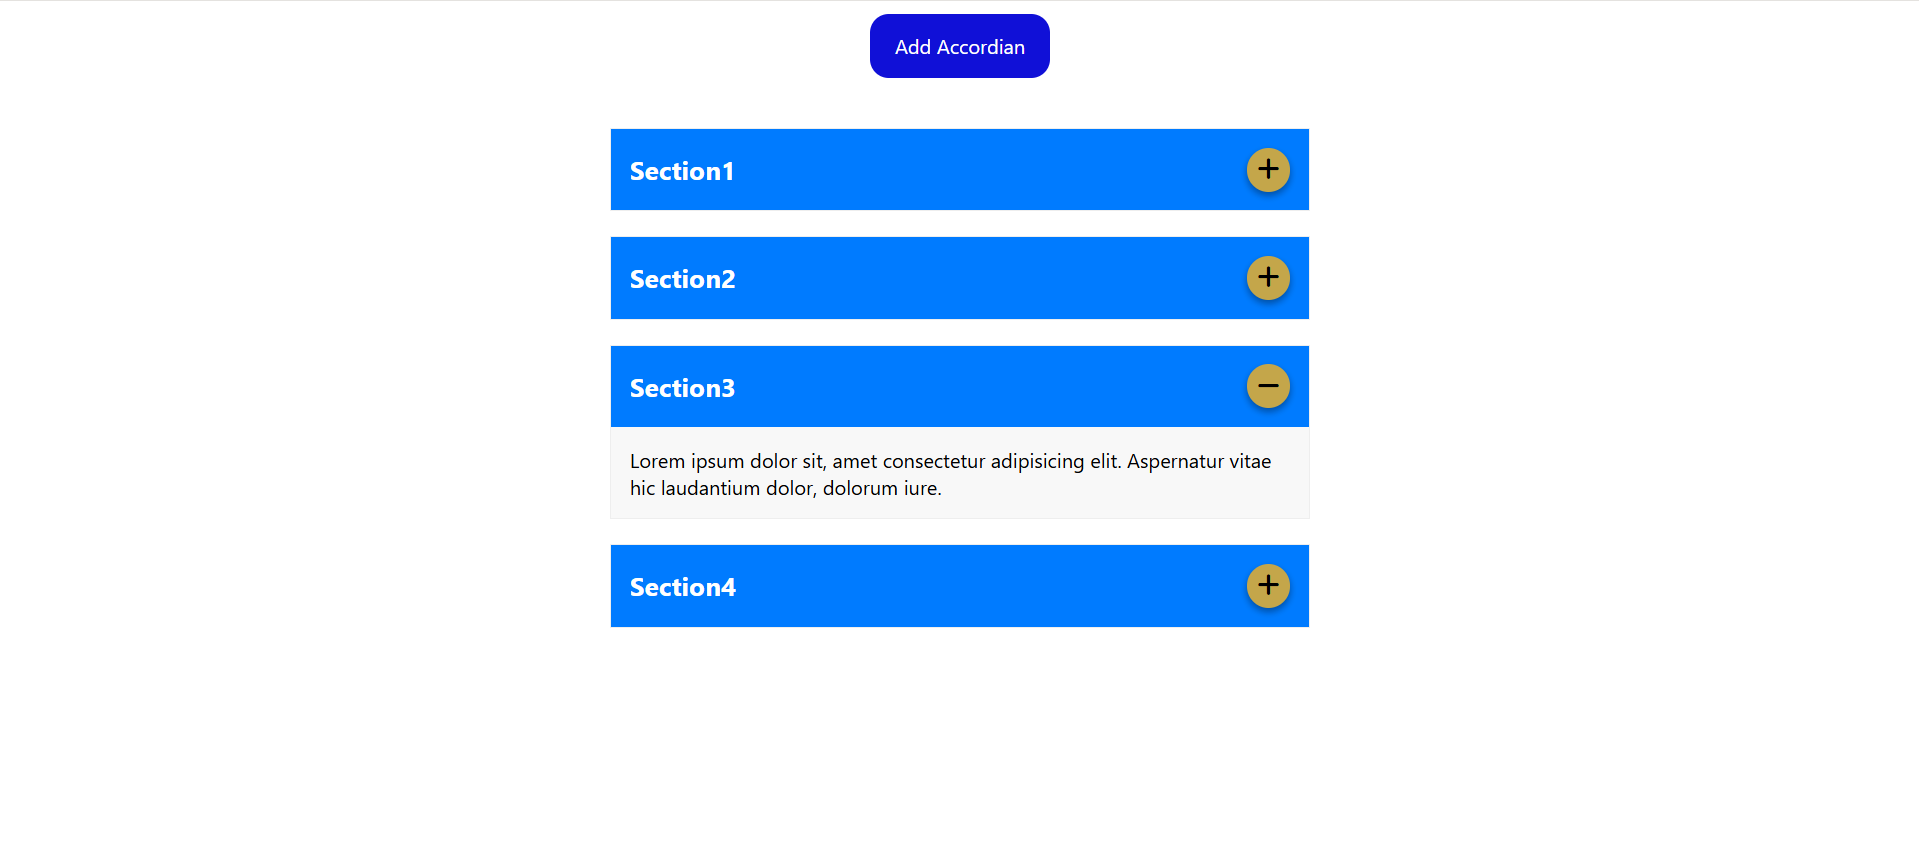 Add Accordian
Section1
Section2
Section3
Lorem ipsum dolor sit, amet consectetur adipisicing elit. Aspernatur vitae
hic laudantium dolor, dolorum iure.
Section4